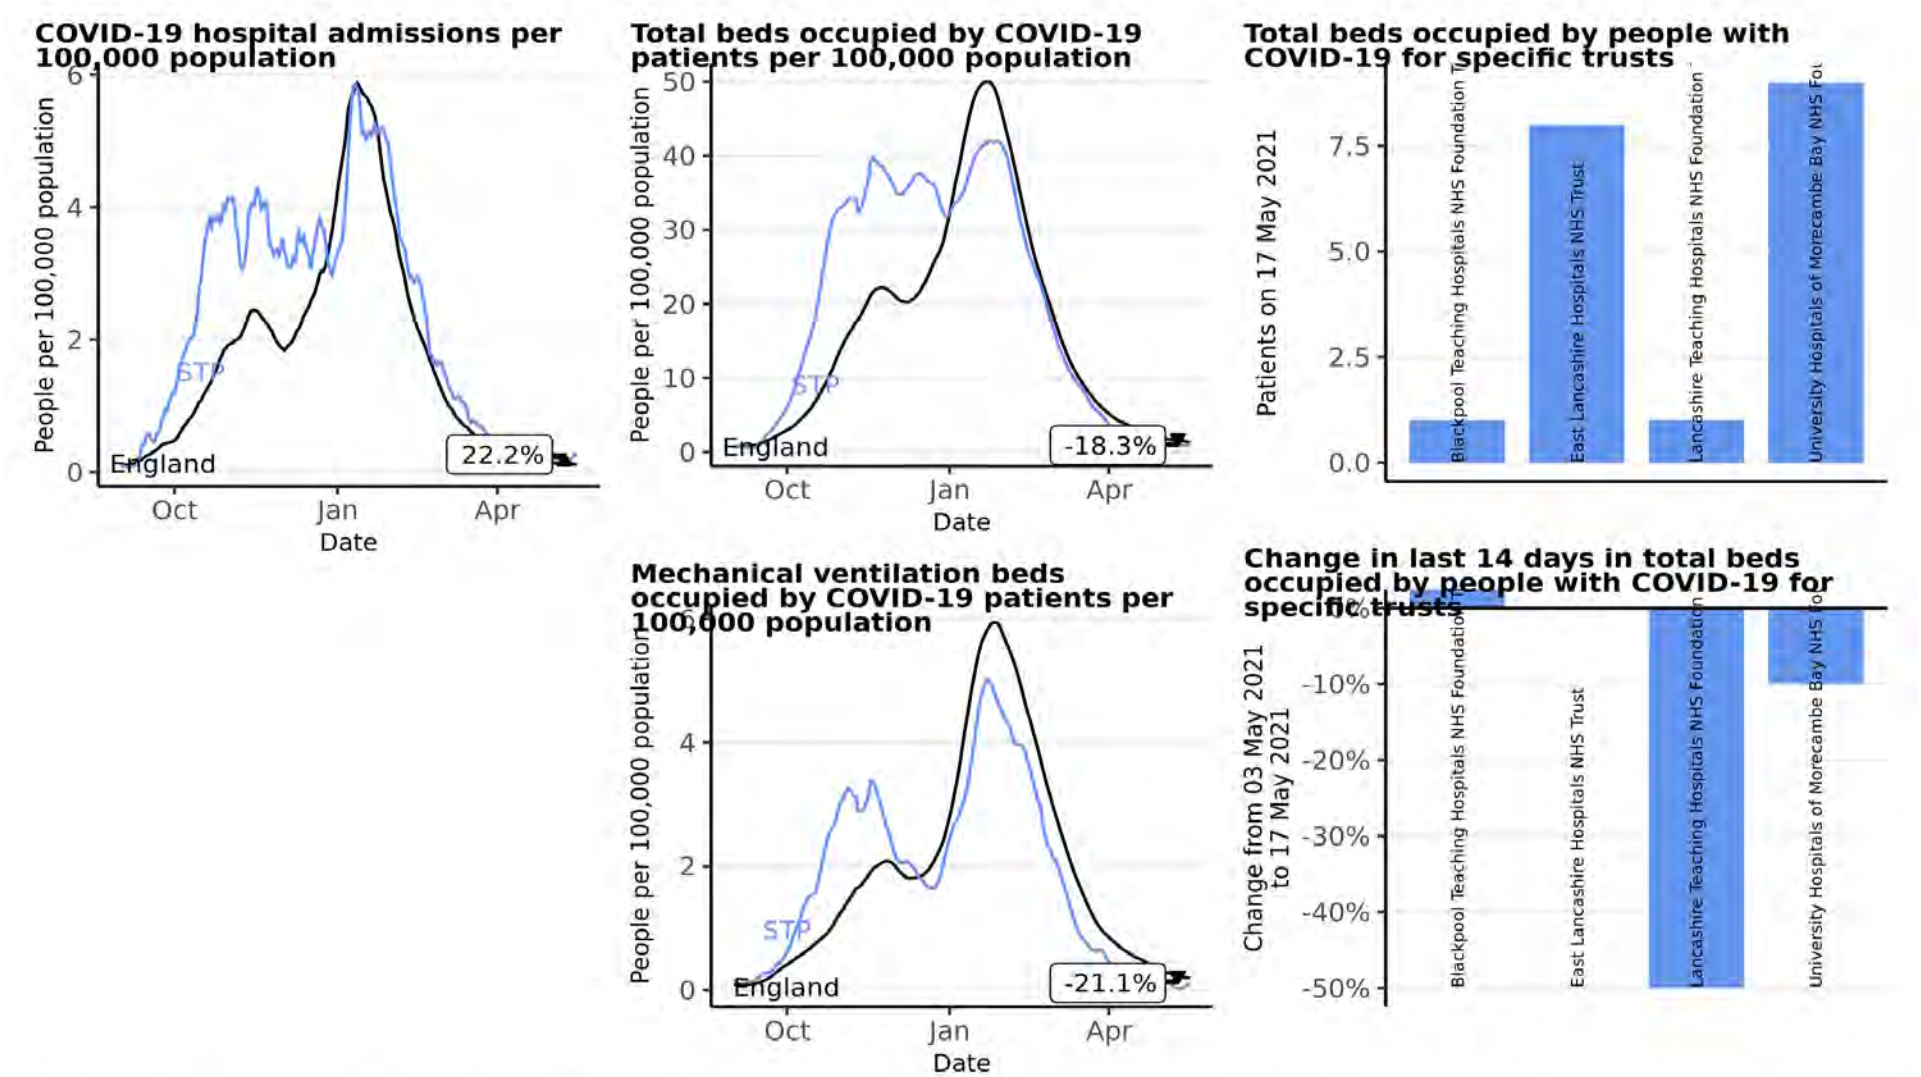 COVID-19 hospital admissions per
100,000 population
People per 100,000 population
6
4
2
0
STP
England
22.2%
Oct
Jan
Apr
Date
Total beds occupied by COVID-19
patients per 100,000 population
People per 100,000 population
50
40
30
20
10
0
STP
England
-18.3%
Oct
Jan
Apr
Date
Total beds occupied by people with
COVID-19 for specific trusts
Patients on 17 May 2021
7.5
5.0
2.5
0.0
Blackpool Teaching Hospitals NHS Foundation
East Lancashire Hospitals NHS Trust
Lancashire Teaching Hospitals NHS Foundation
University Hospitals of Morecambe Bay NHS
Mechanical ventilation beds
occupied by COVID-19 patients per
100,000 population
People per 100,000 population
6
4
2
0
STP
England
-21.1%
Oct
Jan
Apr
Date
Change in last 14 days in total beds
occupied by people with COVID-19 for
specific trusts
Change from 03 May 2021
to 17 May 2021
0%
-10%
-20%
-30%
-40%
-50%
Blackpool Teaching Hospitals NHS Foundation
East Lancashire Hospitals NHS Trust
Lancashire Teaching Hospitals NHS Foundation
University Hospitals of Morecambe Bay NHS